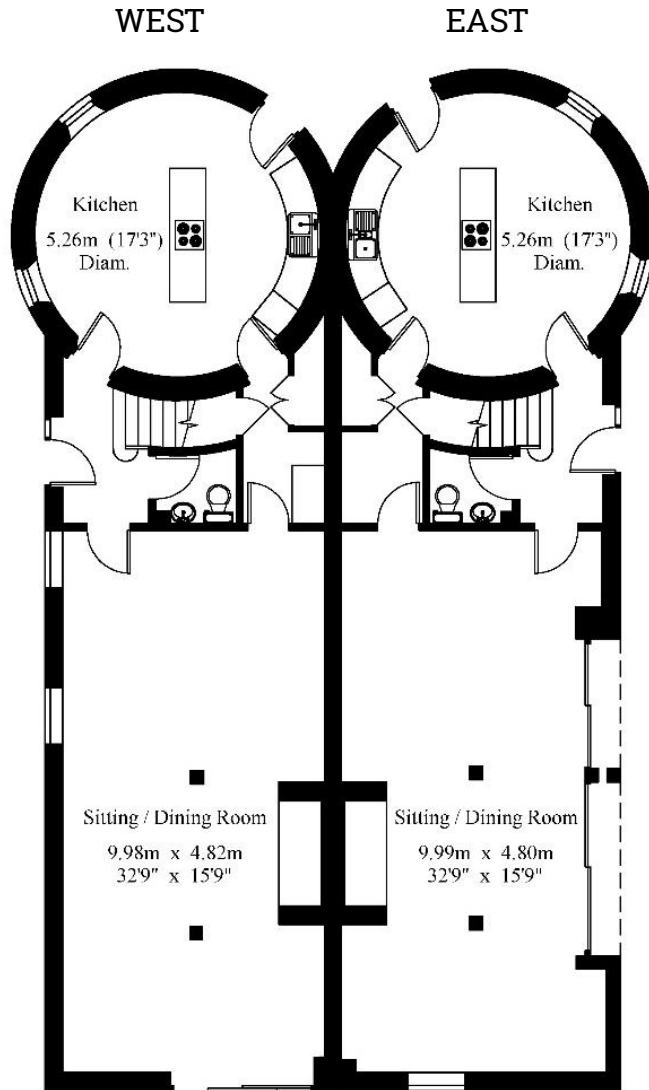 WEST
EAST
Kitchen
5.26m (17'3")
Diam.
Kitchen
5.26m (17'3")
Diam.
Sitting / Dining Room
9.98m x 4.82m
32'9" x 15'9"
Sitting / Dining Room
9.99m x 4.80m
32'9" x 15'9"